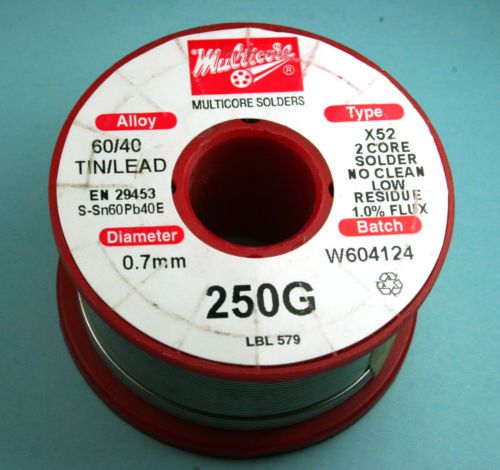 Multicore ®
MULTICORE SOLDERS
Alloy
60/40
TIN/LEAD
EN 29453
S-Sn60Pb40E
Diameter
0.7mm
Type
X52
2 CORE
SOLDER
NO CLEAN
LOW
RESIDUE
1.0% FLUX
Batch
W604124
250G
LBL 579